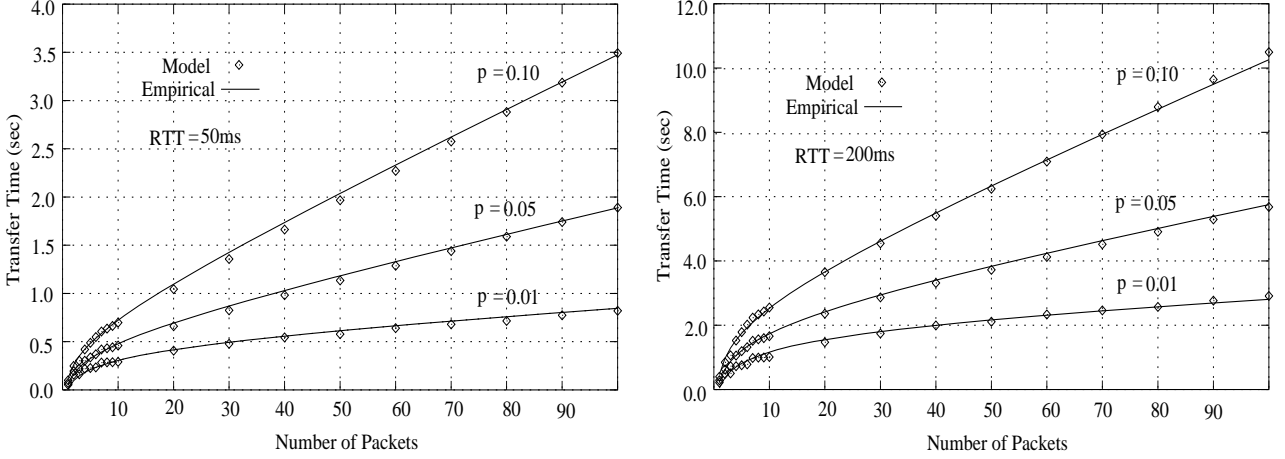 4.0
3.5
3.0
2.5
2.0
1.5
1.0
0.5
0.0
Transfer Time (sec)
Model
Empirical
RTT = 50ms
p = 0.10
p = 0.05
p = 0.01
10 20 30 40 50 60 70 80 90
Number of Packets
12.0
10.0
8.0
6.0
4.0
2.0
0.0
Transfer Time (sec)
Model
Empirical
RTT = 200ms
p = 0.10
p = 0.05
p = 0.01
10 20 30 40 50 60 70 80 90
Number of Packets